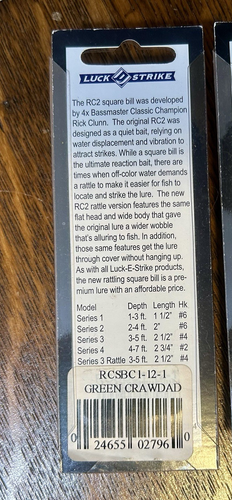 LUCK E STRIKE
The RC2 square bill was developed
by 4x Bassmaster Classic Champion
Rick Clunn. The original RC2 was
designed as a quiet bait, relying on
water displacement and vibration to
attract strikes. While a square bill is
the ultimate reaction bait, there are
times when off-color water demands
a rattle to make it easier for fish to
locate and strike the lure. The new
RC2 rattle version features the same
flat head and wide body that gave
the original lure a wider wobble
that's alluring to fish. In addition,
those same features get the lure
through cover without hanging up.
As with all Luck-E-Strike products,
the new rattling square bill is a pre-
mium lure with an affordable price.
Model Depth Length Hk
Series 1 1-3 ft. 1 1/2" #6
Series 2 2-4 ft. 2" #6
Series 3 3-5 ft. 2 1/2" #4
Series 4 4-7 ft. 2 3/4" #2
Series 3 Rattle 3-5 ft. 2 1/2" #4
RCSBC1-12-1
GREEN CRAWDAD
0 24655 02796 0